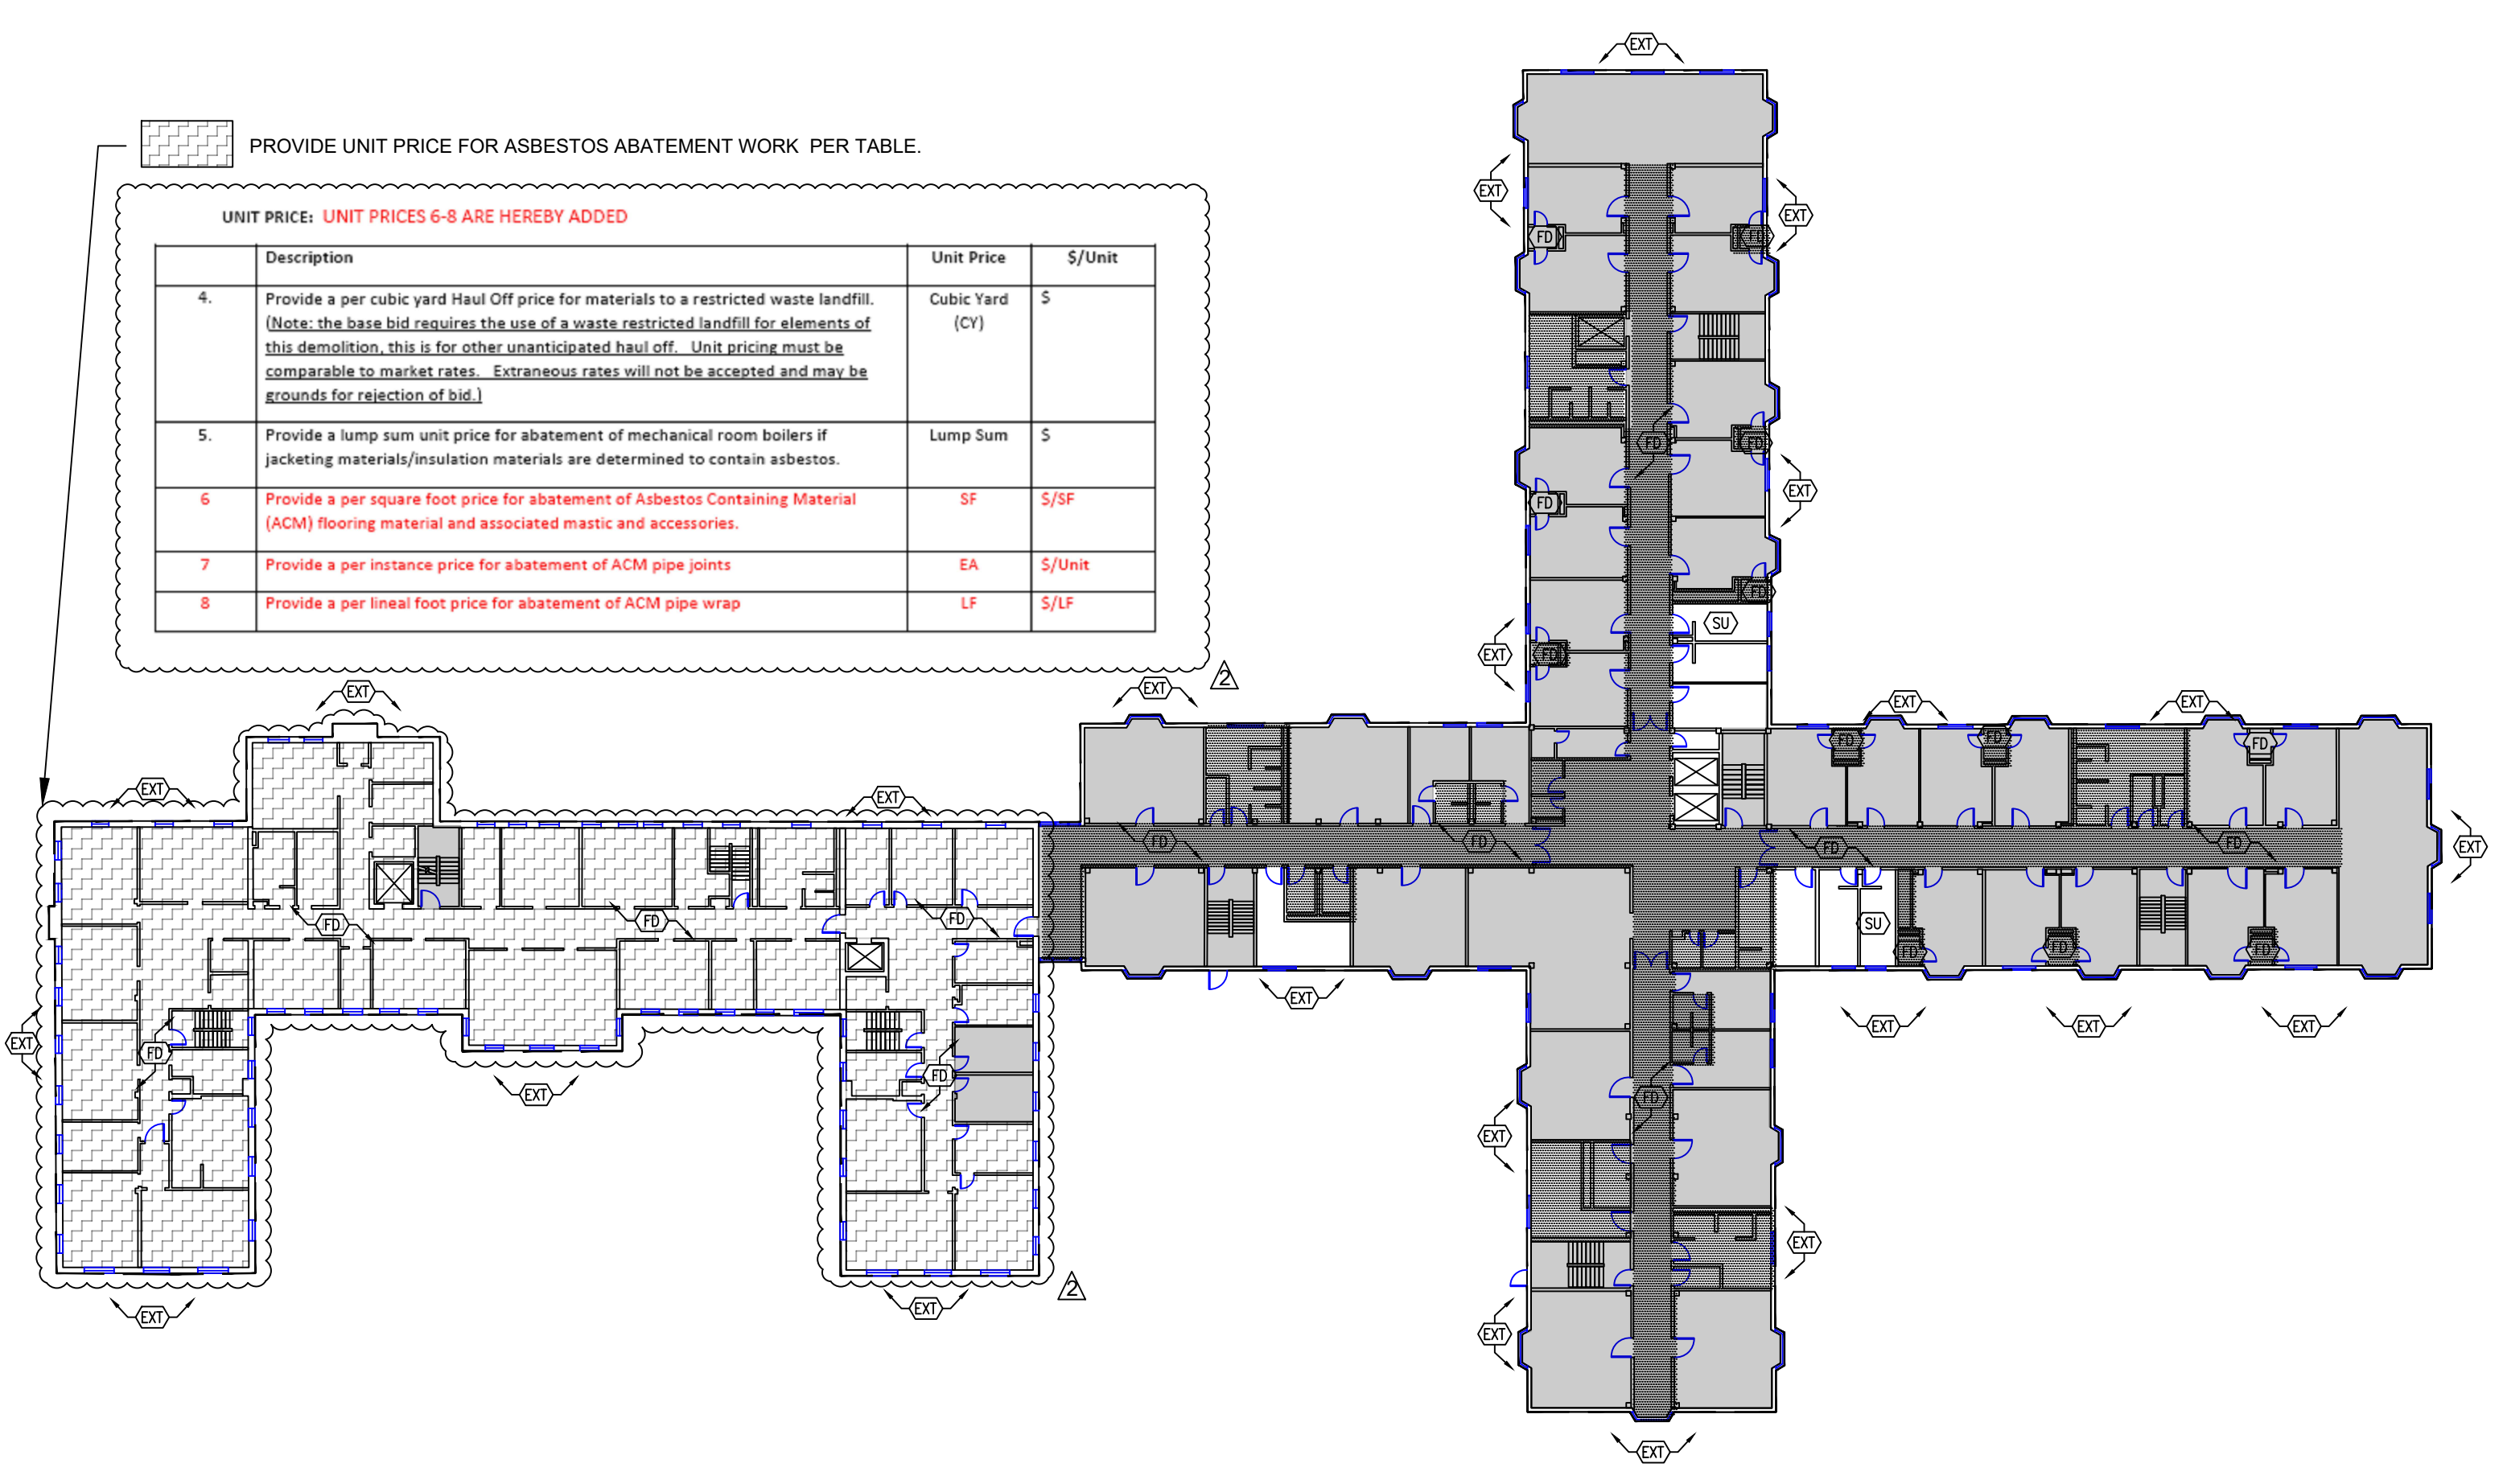 EXT
PROVIDE UNIT PRICE FOR ASBESTOS ABATEMENT WORK PER TABLE.
UNIT PRICE: UNIT PRICES 6-8 ARE HEREBY ADDED
Description Unit Price $/Unit
4. Provide a per cubic yard Haul Off price for materials to a restricted waste landfill. Cubic Yard $
(Note: the base bid requires the use of a waste restricted landfill for elements of (CY)
this demolition, this is for other unanticipated haul off. Unit pricing must be
comparable to market rates. Extraneous rates will not be accepted and may be
grounds for rejection of bid.)
5. Provide a lump sum unit price for abatement of mechanical room boilers if Lump Sum $
jacketing materials/insulation materials are determined to contain asbestos.
6 Provide a per square foot price for abatement of Asbestos Containing Material SF $/SF
(ACM) flooring material and associated mastic and accessories.
7 Provide a per instance price for abatement of ACM pipe joints EA $/Unit
8 Provide a per lineal foot price for abatement of ACM pipe wrap LF $/LF
2
EXT
EXT
FD
FD
FD
FD
EXT
FD
FD
SU
EXT
FD
EXT
EXT
EXT
EXT
EXT
EXT
FD
FD
FD
FD
FD
FD
FD
EXT
FD
FD
FD
SU
FD
FD
FD
EXT
EXT
EXT
EXT
EXT
FD
FD
EXT
FD
EXT
EXT
EXT
EXT
EXT
2
EXT
EXT